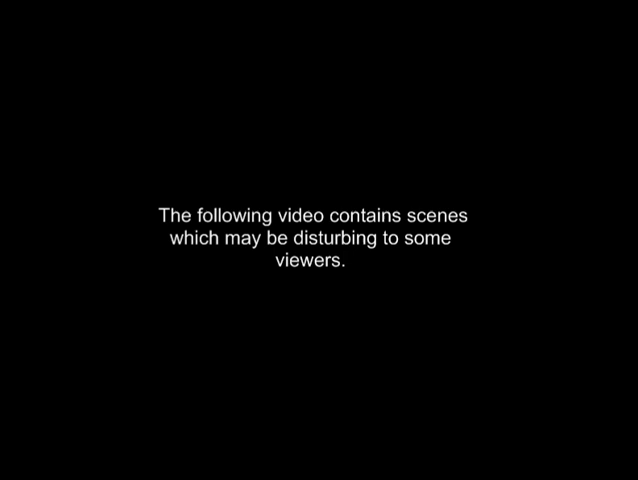 The following video contains scenes
which may be disturbing to some
viewers.